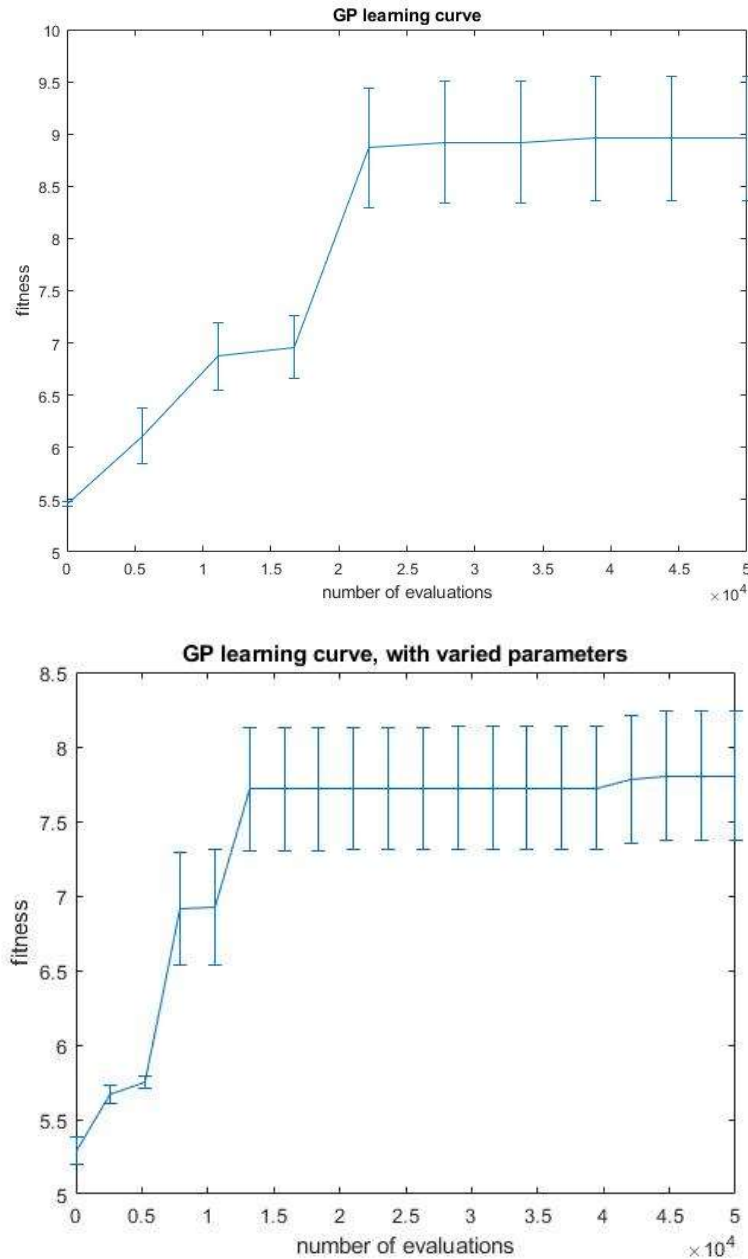 GP learning curve
10
9.5
9
8.5
8
7.5
7
6.5
6
5.5
5
fitness
0 0.5 1 1.5 2 2.5 3 3.5 4 4.5 5
number of evaluations
×10⁴
GP learning curve, with varied parameters
8.5
8
7.5
7
6.5
6
5.5
5
fitness
0 0.5 1 1.5 2 2.5 3 3.5 4 4.5 5
number of evaluations
×10⁴